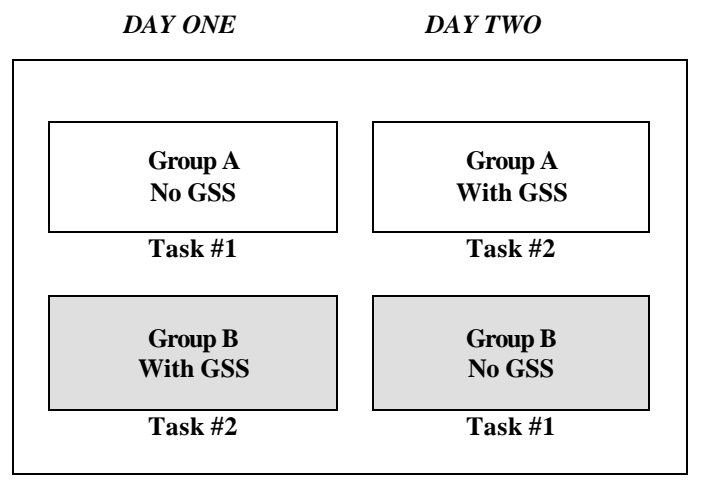 DAY ONE
DAY TWO
Group A
No GSS
Task #1
Group A
With GSS
Task #2
Group B
With GSS
Task #2
Group B
No GSS
Task #1